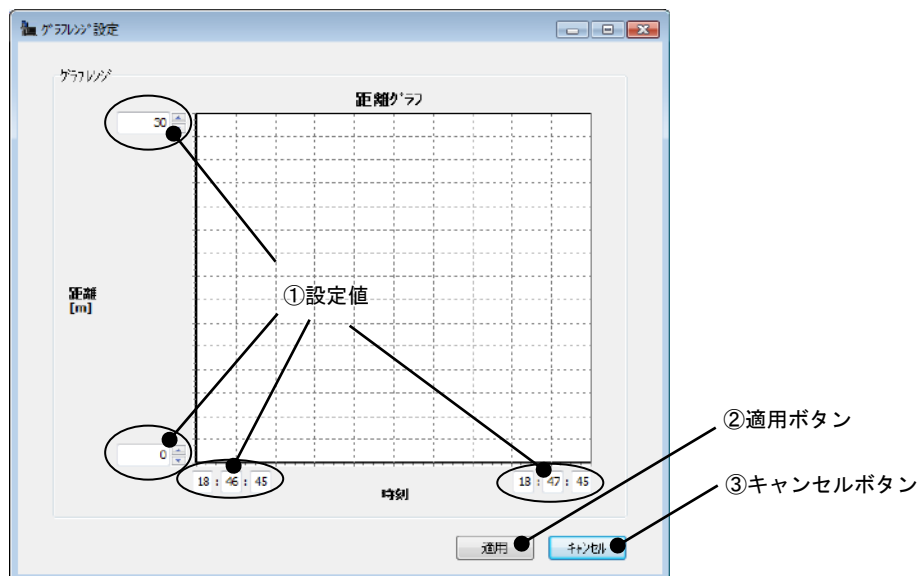 グラフレンジ設定
グラフレンジ
距離グラフ
30
①設定値
距離
[m]
0
18 : 46 : 45
18 : 47 : 45
時刻
②適用ボタン
③キャンセルボタン
適用
キャンセル